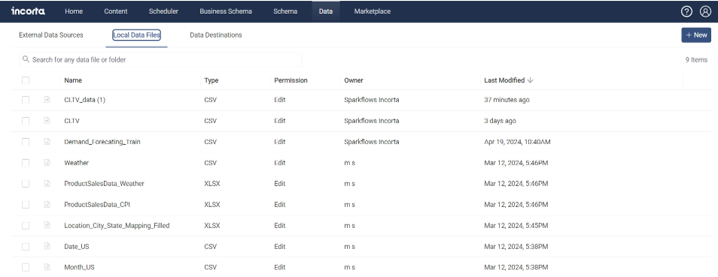 incorta Home Content Scheduler Business Schema Schema Data Marketplace
External Data Sources Local Data Files Data Destinations + New
Search for any data file or folder 9 Items
Name Type Permission Owner Last Modified
CLTV_data (1) CSV Edit Sparkflows Incorta 37 minutes ago
CLTV CSV Edit Sparkflows Incorta 3 days ago
Demand_Forecating_Train CSV Edit Sparkflows Incorta Apr 19, 2024, 10:40AM
Weather CSV Edit m s Mar 12, 2024, 5:46PM
ProductSalesData_Weather XLSX Edit m s Mar 12, 2024, 5:46PM
ProductSalesData_CPI XLSX Edit m s Mar 12, 2024, 5:46PM
Location_City_State_Mapping_Filled XLSX Edit m s Mar 12, 2024, 5:45PM
Date_US CSV Edit m s Mar 12, 2024, 5:38PM
Month_US CSV Edit m s Mar 12, 2024, 5:38PM